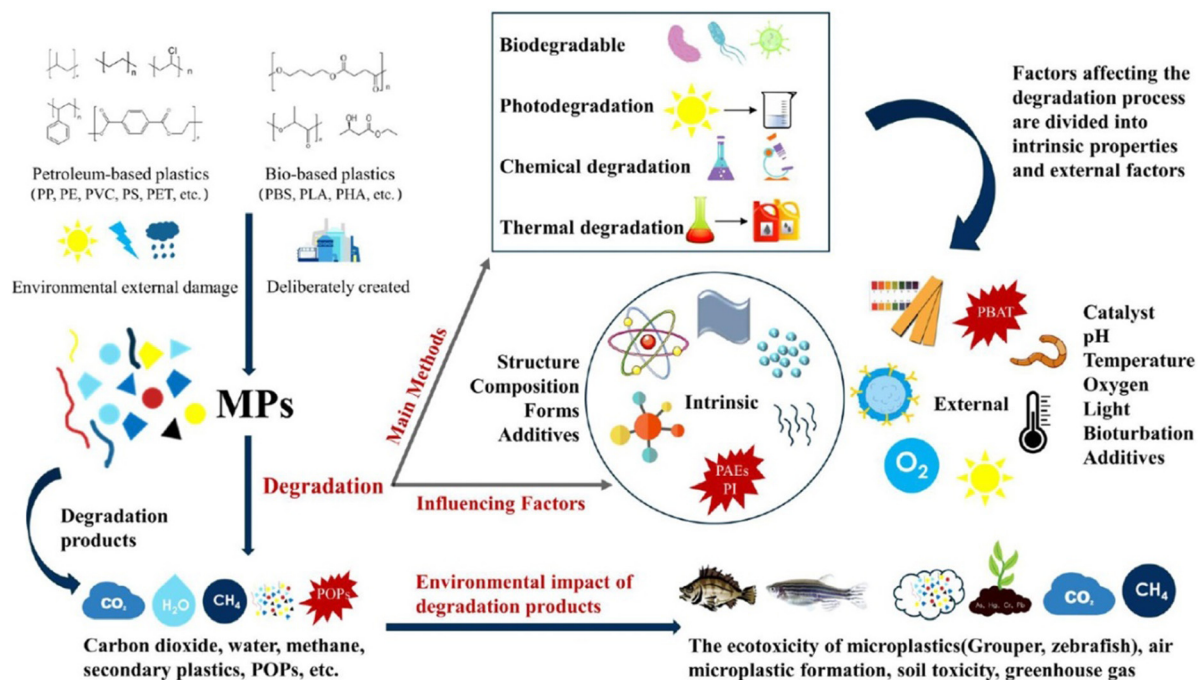 Cl
n
n
n
n
n
Petroleum-based plastics
(PP, PE, PVC, PS, PET, etc.)
Bio-based plastics
(PBS, PLA, PHA, etc.)
Environmental external damage
Deliberately created
MPs
Degradation
products
Degradation
Main Methods
Influencing Factors
Biodegradable
Photodegradation
Chemical degradation
Thermal degradation
Factors affecting the
degradation process
are divided into
intrinsic properties
and external factors
Structure
Composition
Forms
Additives
Intrinsic
PAEs
PI
PBAT
External
O2
Catalyst
pH
Temperature
Oxygen
Light
Bioturbation
Additives
CO2
H2O
CH4
POPs
Carbon dioxide, water, methane,
secondary plastics, POPs, etc.
Environmental impact of
degradation products
As, Hg, Cr, Pb
CO2
CH4
The ecotoxicity of microplastics(Grouper, zebrafish), air
microplastic formation, soil toxicity, greenhouse gas